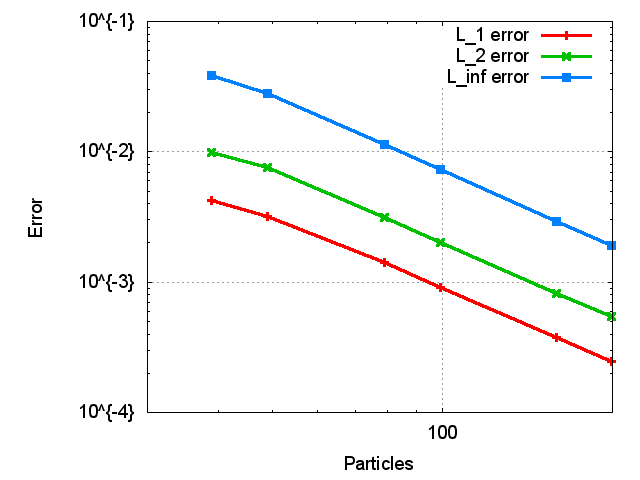 10^{-1}
L_1 error
L_2 error
L_inf error
10^{-2}
Error
10^{-3}
10^{-4}
100
Particles